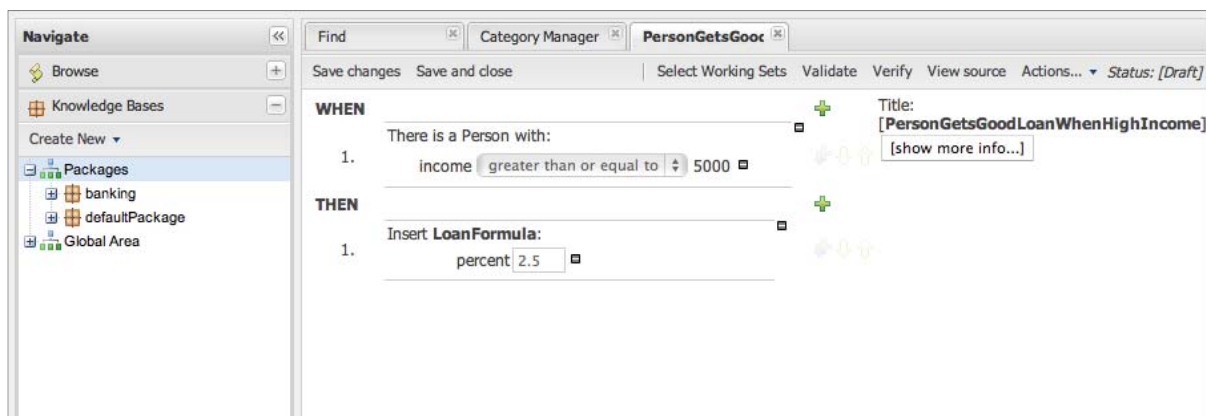 Navigate
Find
Category Manager
PersonGetsGooc
Browse
Save changes Save and close Select Working Sets Validate Verify View source Actions... Status: [Draft]
Knowledge Bases
Create New
Packages
banking
defaultPackage
Global Area
WHEN
There is a Person with:
1.
income greater than or equal to 5000
THEN
Insert LoanFormula:
1.
percent 2.5
Title:
[PersonGetsGoodLoanWhenHighIncome]
[show more info...]